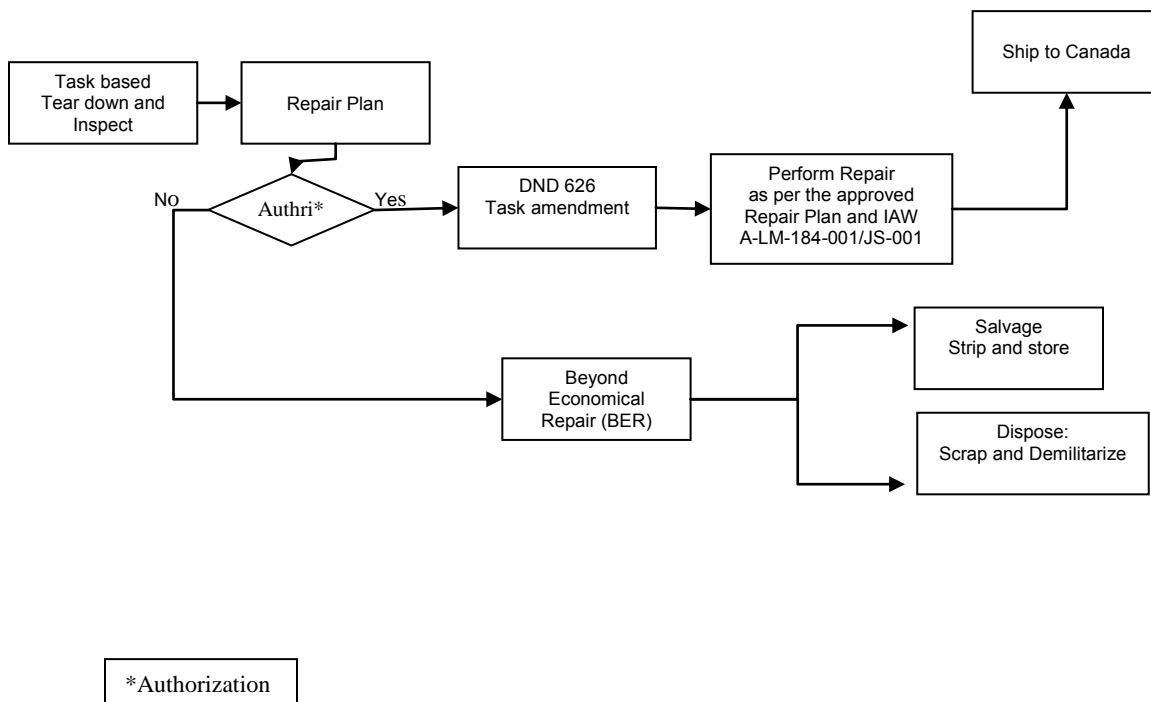 Ship to Canada
Task based
Tear down and
Inspect
Repair Plan
No
Authri*
Yes
DND 626
Task amendment
Perform Repair
as per the approved
Repair Plan and IAW
A-LM-184-001/JS-001
Beyond
Economical
Repair (BER)
Salvage
Strip and store
Dispose:
Scrap and Demilitarize
*Authorization